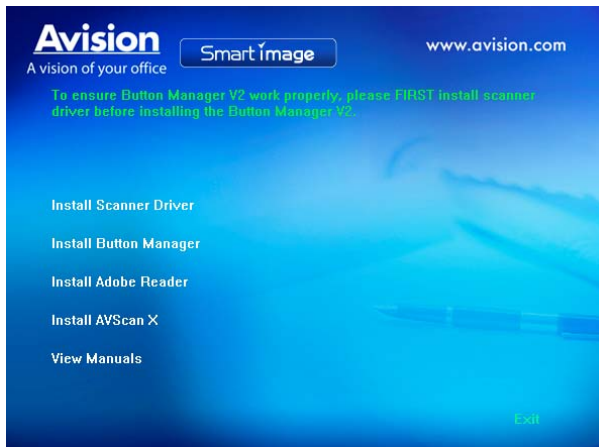 Avision
A vision of your office
Smart image
www.avision.com
To ensure Button Manager V2 work properly, please FIRST install scanner
driver before installing the Button Manager V2.
Install Scanner Driver
Install Button Manager
Install Adobe Reader
Install AVScan X
View Manuals
Exit